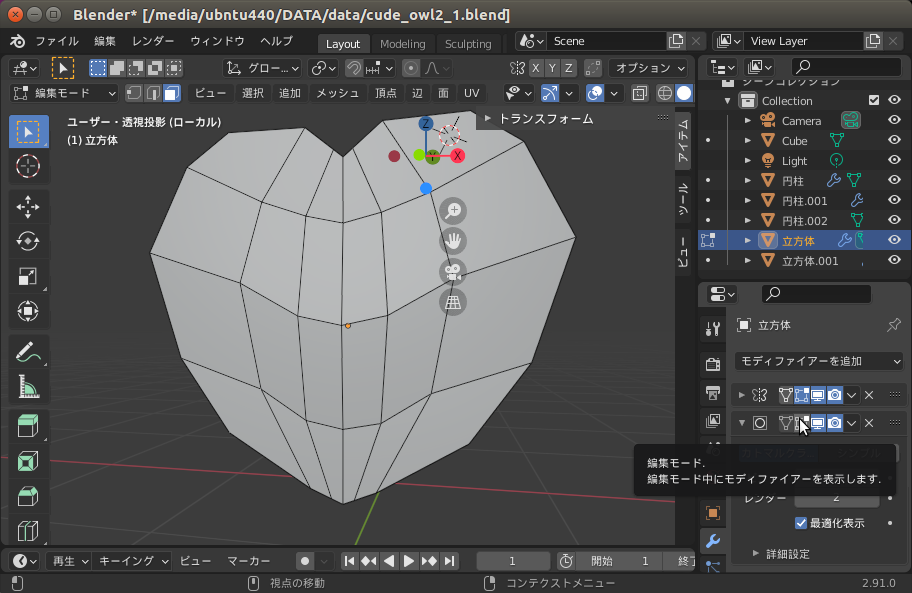 Blender* [/media/ubntu440/DATA/data/cude_owl2_1.blend]
ファイル 編集 レンダー ウィンドウ ヘルプ Layout Modeling Sculpting Scene View Layer
グロー... X Y Z オプション
編集モード ビュー 選択 追加 メッシュ 頂点 辺 面 UV
ユーザー・透視投影 (ローカル)
(1) 立方体
トランスフォーム
Z
Y
X
アイテム
ツール
ビュー
シーンコレクション
Collection
Camera
Cube
Light
円柱
円柱.001
円柱.002
立方体
立方体.001
立方体
モディファイアーを追加
編集モード.
編集モード中にモディファイアーを表示します.
レンダー 2
最適化表示
詳細設定
再生 キーイング ビュー マーカー 1 開始 1 終了
視点の移動 コンテクストメニュー 2.91.0